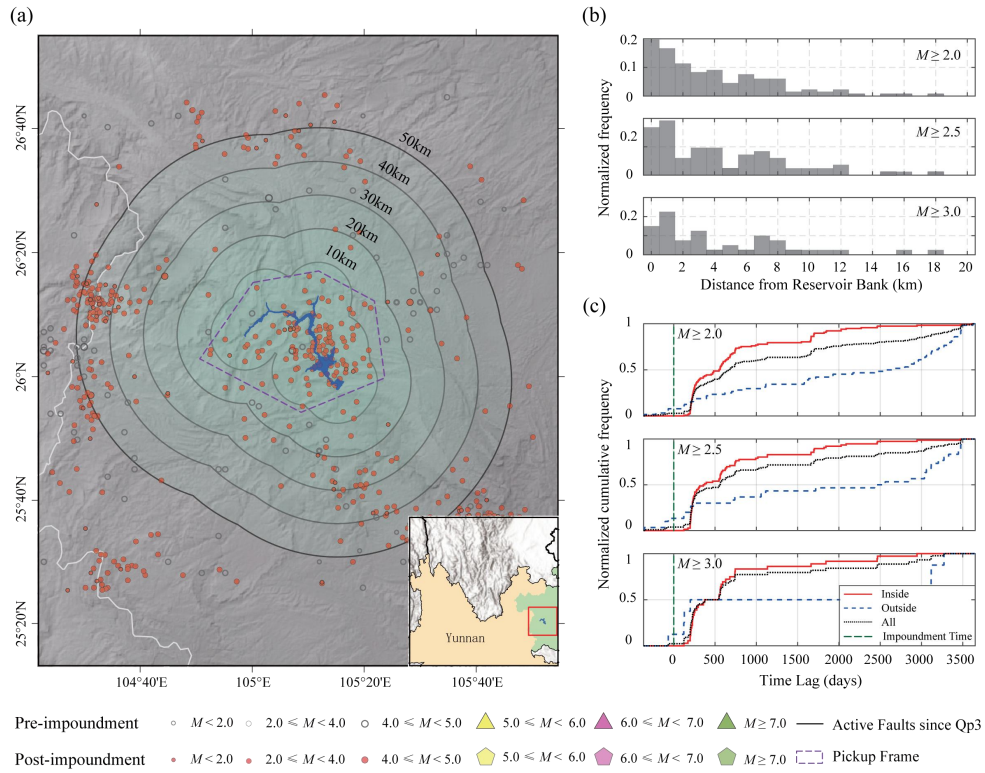 (a)
26°40'N
26°20'N
26°N
25°40'N
25°20'N
104°40'E
105°E
105°20'E
105°40'E
50km
40km
30km
20km
10km
Yunnan
(b)
Normalized frequency
M ≥ 2.0
0.2
0.1
0
M ≥ 2.5
0.2
0
M ≥ 3.0
0.2
0
0 2 4 6 8 10 12 14 16 18 20
Distance from Reservoir Bank (km)
(c)
Normalized cumulative frequency
M ≥ 2.0
1
0.5
0
M ≥ 2.5
1
0.5
0
M ≥ 3.0
1
0.5
0
Inside
Outside
All
Impoundment Time
0 500 1000 1500 2000 2500 3000 3500
Time Lag (days)
Pre-impoundment M < 2.0 2.0 ≤ M < 4.0 4.0 ≤ M < 5.0 5.0 ≤ M < 6.0 6.0 ≤ M < 7.0 M ≥ 7.0 Active Faults since Qp3
Post-impoundment M < 2.0 2.0 ≤ M < 4.0 4.0 ≤ M < 5.0 5.0 ≤ M < 6.0 6.0 ≤ M < 7.0 M ≥ 7.0 Pickup Frame